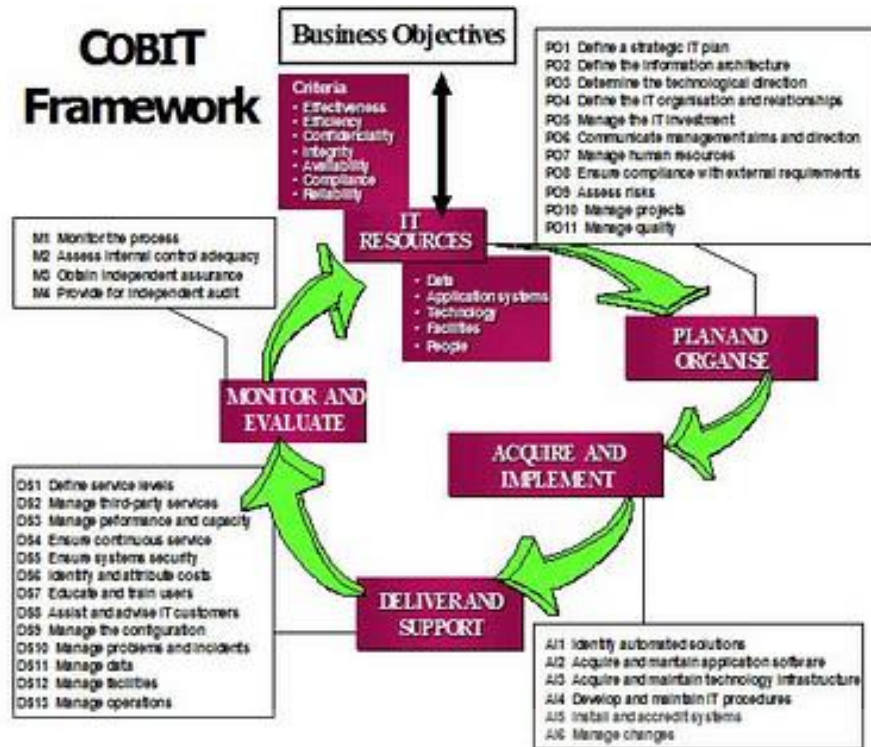 COBIT
Framework
Business Objectives
Criteria
• Effectiveness
• Efficiency
• Confidenciality
• Integrity
• Availability
• Compliance
• Reliability
IT
RESOURCES
• Data
• Application systems
• Technology
• Facilities
• People
PO1 Define a strategic IT plan
PO2 Define the information architecture
PO3 Determine the technological direction
PO4 Define the IT organisation and relationships
PO5 Manage the IT investment
PO6 Communicate management aims and direction
PO7 Manage human resources
PO8 Ensure compliance with external requirements
PO9 Assess risks
PO10 Manage projects
PO11 Manage quality
PLAN AND
ORGANISE
ACQUIRE AND
IMPLEMENT
AI1 Identify automated solutions
AI2 Acquire and mantain application software
AI3 Acquire and maintain technology infrastructure
AI4 Develop and maintain IT procedures
AI5 Install and accredit systems
AI6 Manage changes
DELIVER AND
SUPPORT
DS1 Define service levels
DS2 Manage third-party services
DS3 Manage peformance and capacity
DS4 Ensure continuous service
DS5 Ensure systems security
DS6 Identify and attribute costs
DS7 Educate and train users
DS8 Assist and advise IT customers
DS9 Manage the configuration
DS10 Manage problems and incidents
DS11 Manage data
DS12 Manage facilities
DS13 Manage operations
MONITOR AND
EVALUATE
M1 Monitor the process
M2 Assess internal control adequacy
M3 Obtain independent assurance
M4 Provide for independent audit